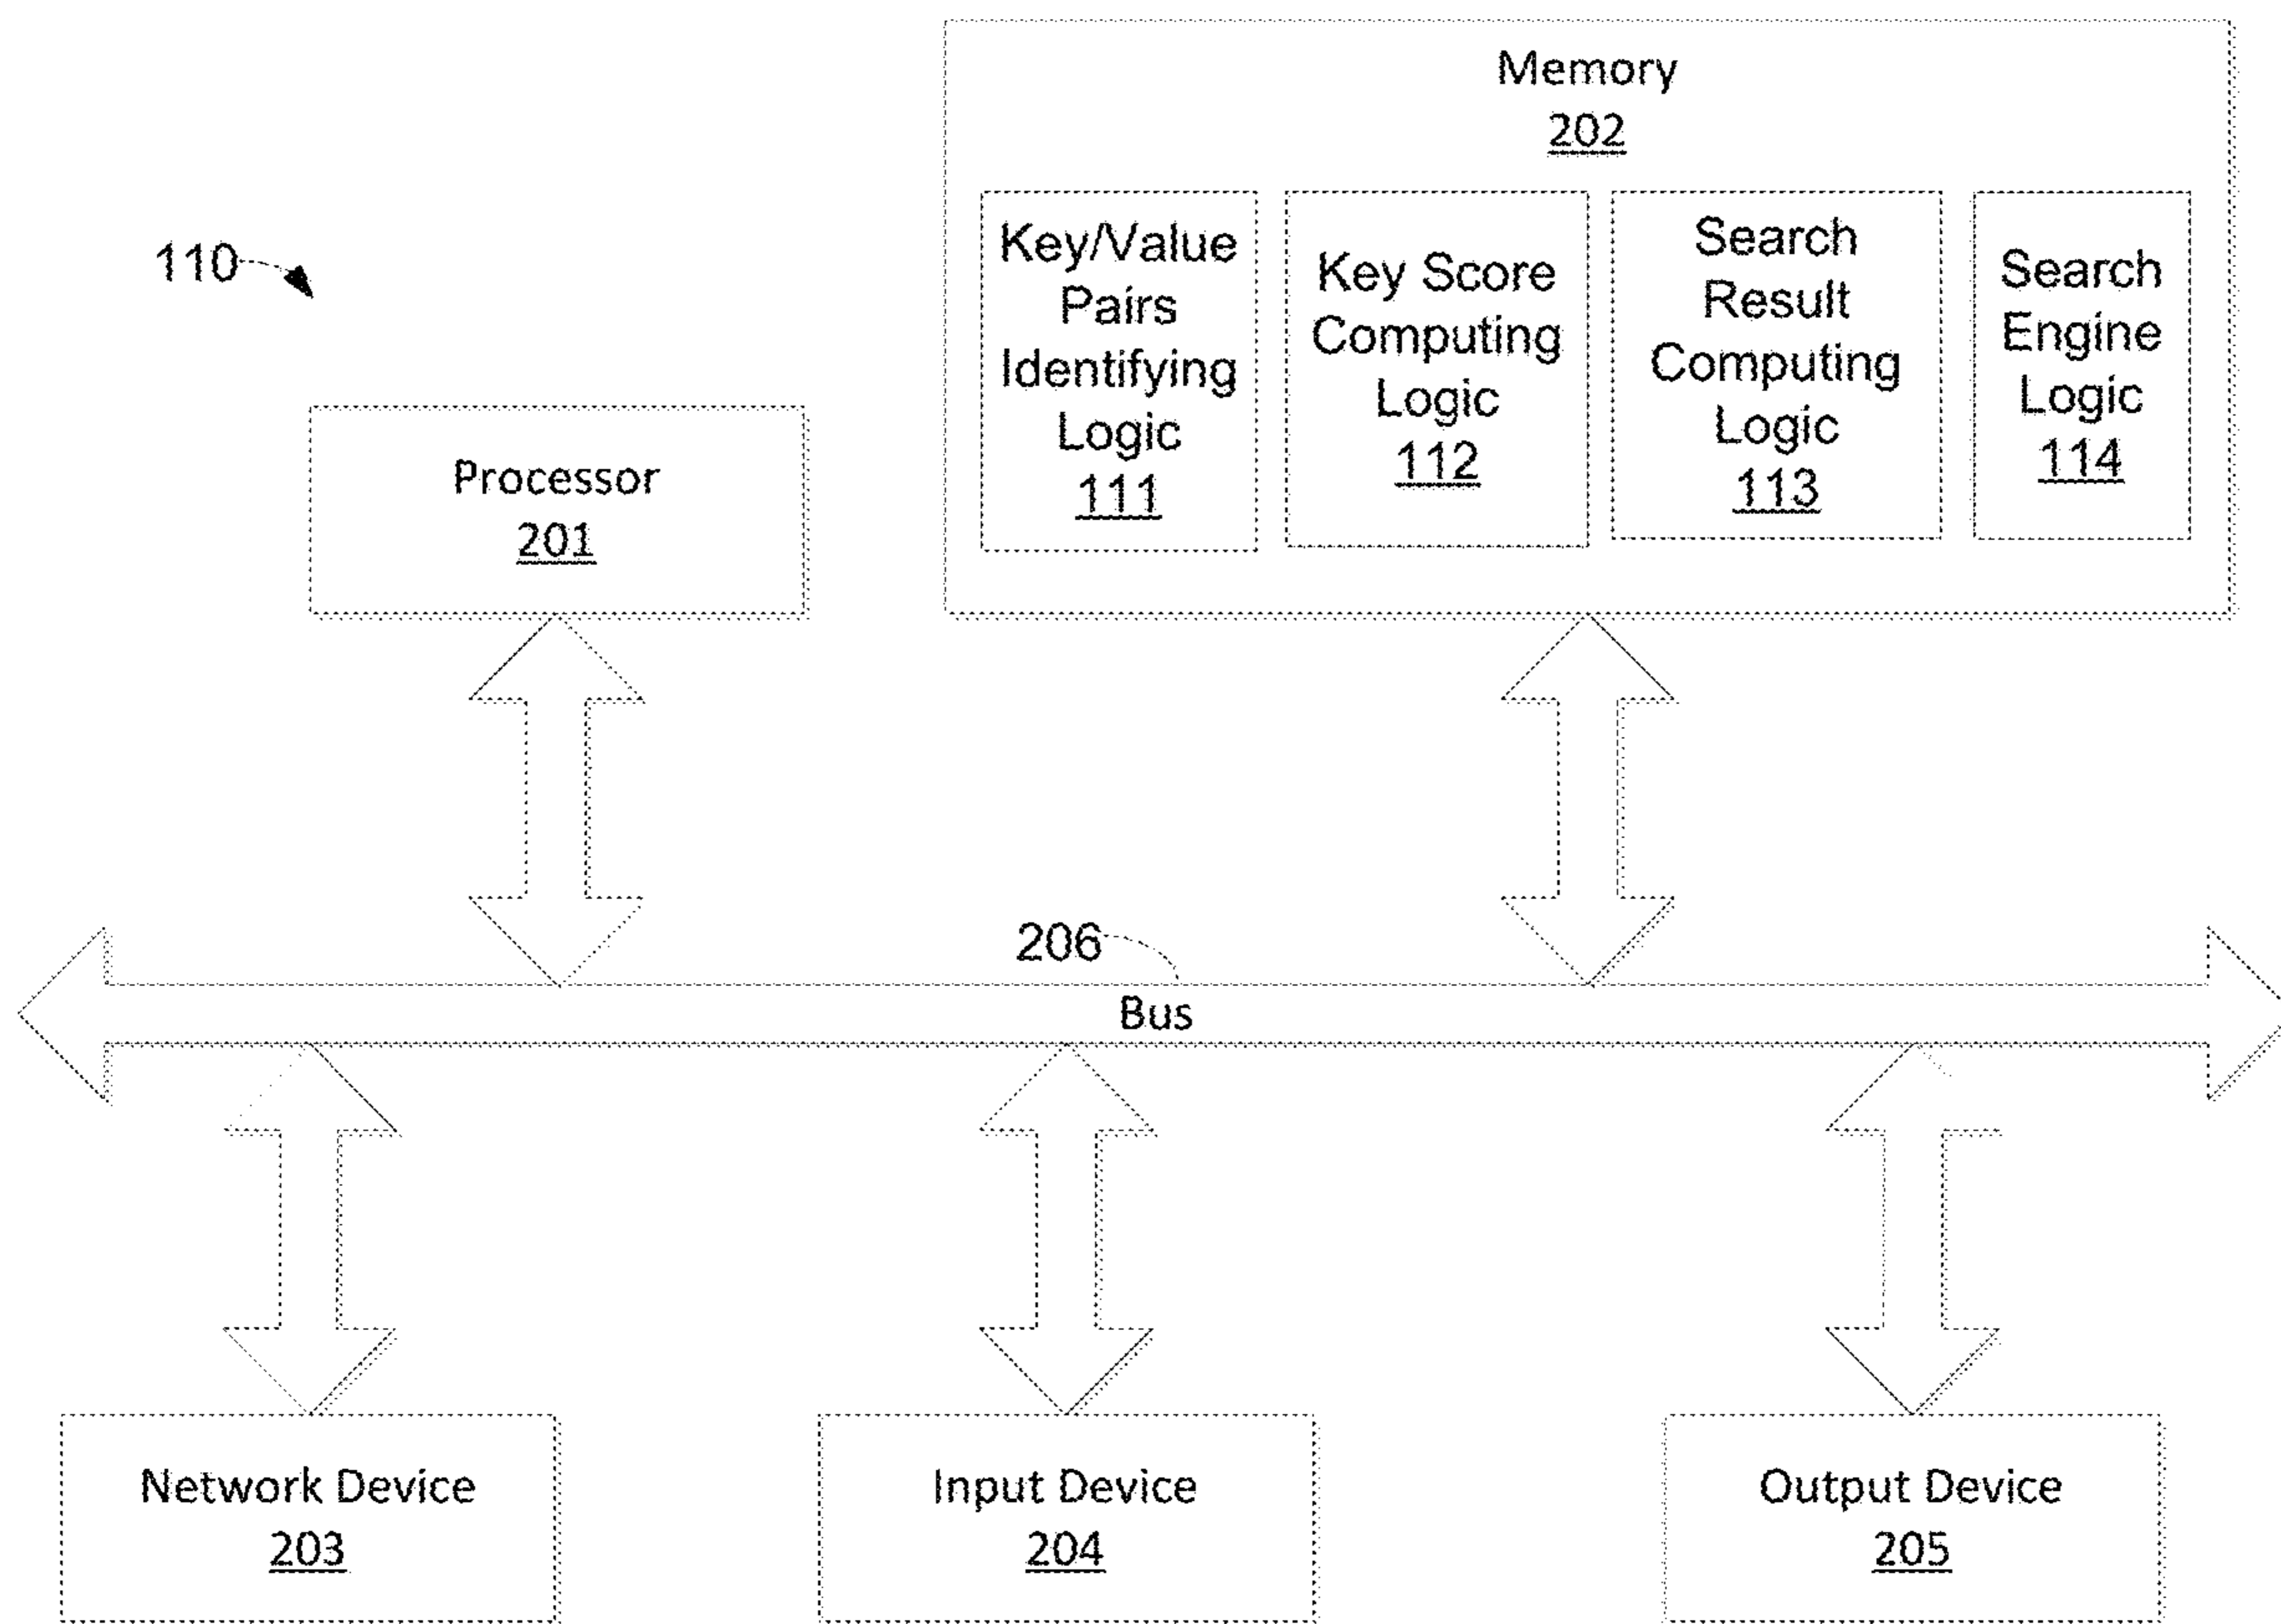 Memory
202
Key/Value
Pairs
Identifying
Logic
111
Key Score
Computing
Logic
112
Search
Result
Computing
Logic
113
Search
Engine
Logic
114
110
Processor
201
206
Bus
Network Device
203
Input Device
204
Output Device
205